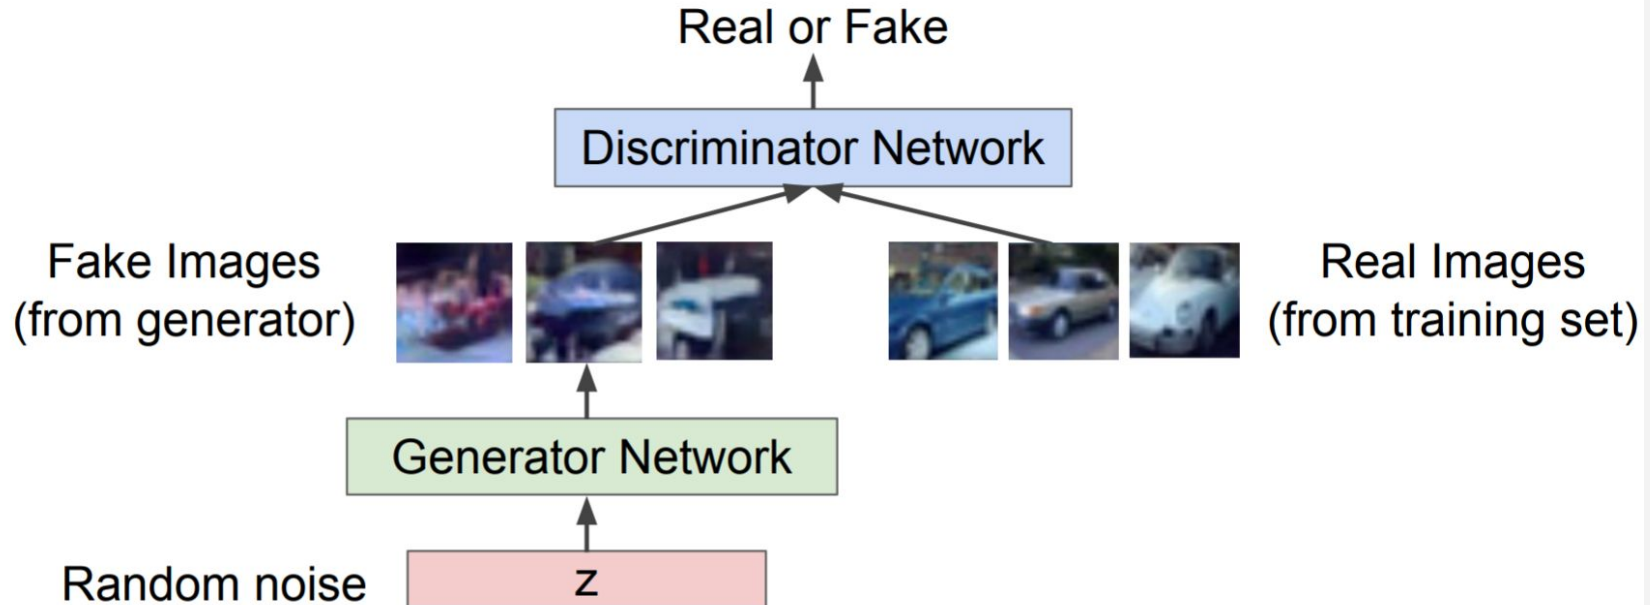 Real or Fake
Discriminator Network
Fake Images
(from generator)
Real Images
(from training set)
Generator Network
Random noise
z